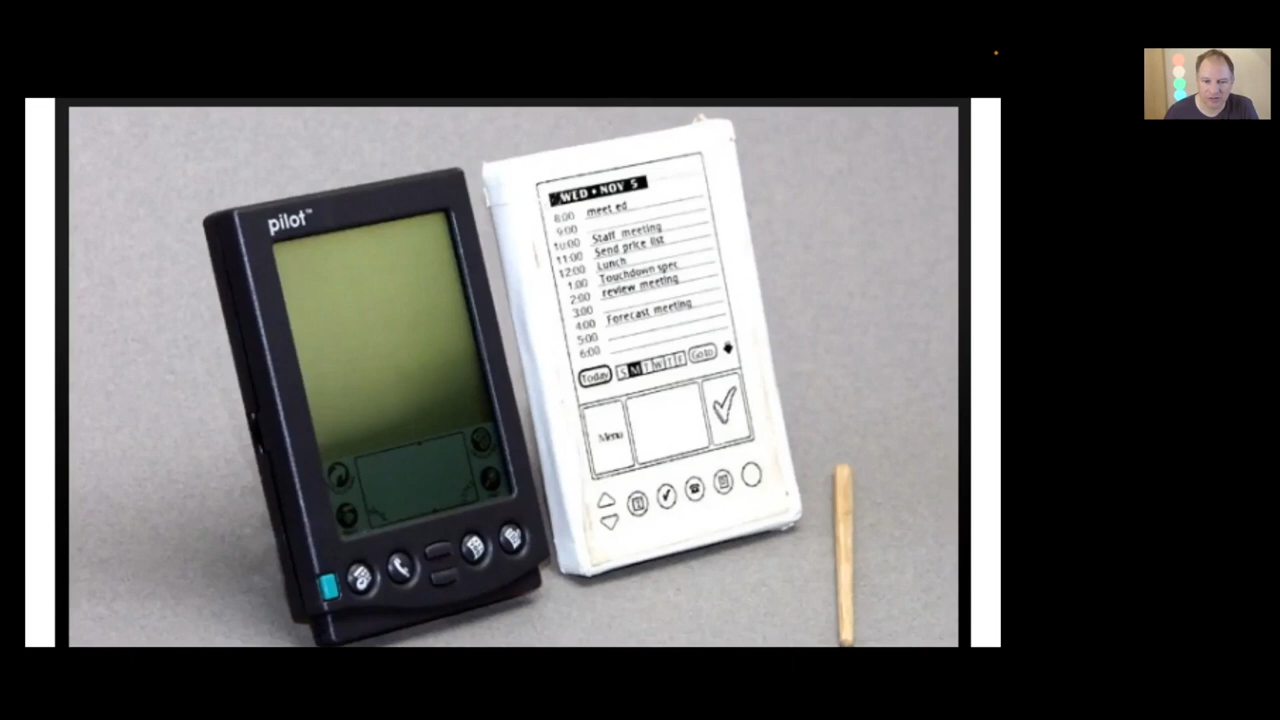 pilot™
WED • NOV 5
8:00 meet ed
9:00
10:00 Staff meeting
11:00 Send price list
12:00 Lunch
1:00 Touchdown spec
2:00 review meeting
3:00
4:00 Forecast meeting
5:00
6:00
Today S M T W T F Go to
Menu